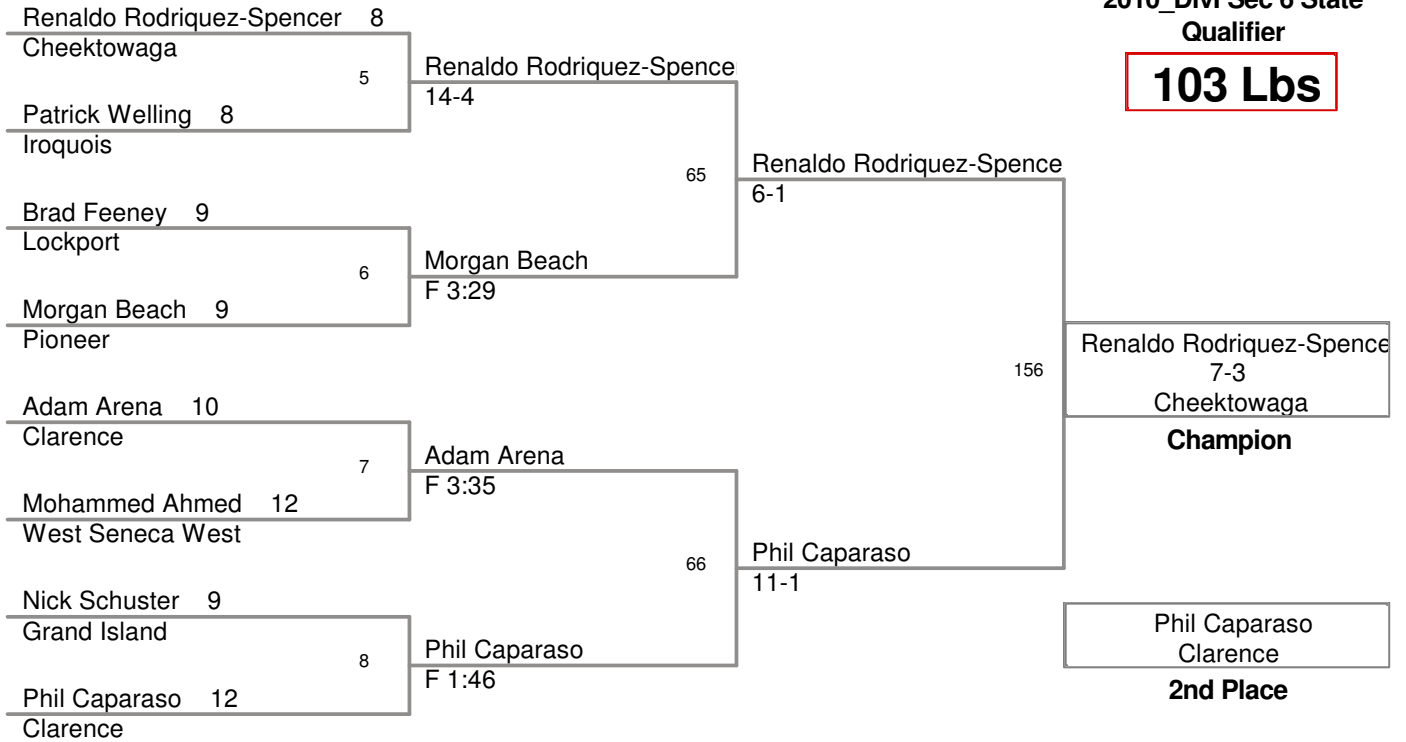 2010_DivI Sec 6 State
Qualifier
103 Lbs
Renaldo Rodriquez-Spencer 8
Cheektowaga
5
Patrick Welling 8
Iroquois
Brad Feeney 9
Lockport
6
Morgan Beach 9
Pioneer
Adam Arena 10
Clarence
7
Mohammed Ahmed 12
West Seneca West
Nick Schuster 9
Grand Island
8
Phil Caparaso 12
Clarence
Renaldo Rodriquez-Spence
14-4
65
Morgan Beach
F 3:29
Adam Arena
F 3:35
66
Phil Caparaso
F 1:46
Renaldo Rodriquez-Spence
6-1
156
Phil Caparaso
11-1
Renaldo Rodriquez-Spence
7-3
Cheektowaga
Champion
Phil Caparaso
Clarence
2nd Place